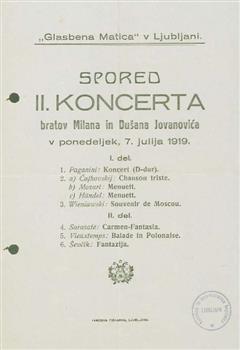 „Glasbena Matica" v Ljubljani.
SPORED
II. KONCERTA
bratov Milana in Dušana Jovanovića
v ponedeljek, 7. julija 1919.
I. del.
1. Paganini: Koncert (D-dur).
2. a) Čajkovskij: Chanson triste.
b) Mozart: Menuett.
c) Händel: Menuett.
3. Wieniawski: Souvenir de Moscou.
II. del.
4. Sarasate: Carmen-Fantasia.
5. Vieuxtemps: Balade in Polonaise.
6. Ševčik: Fantazija.
LJUBLJANA